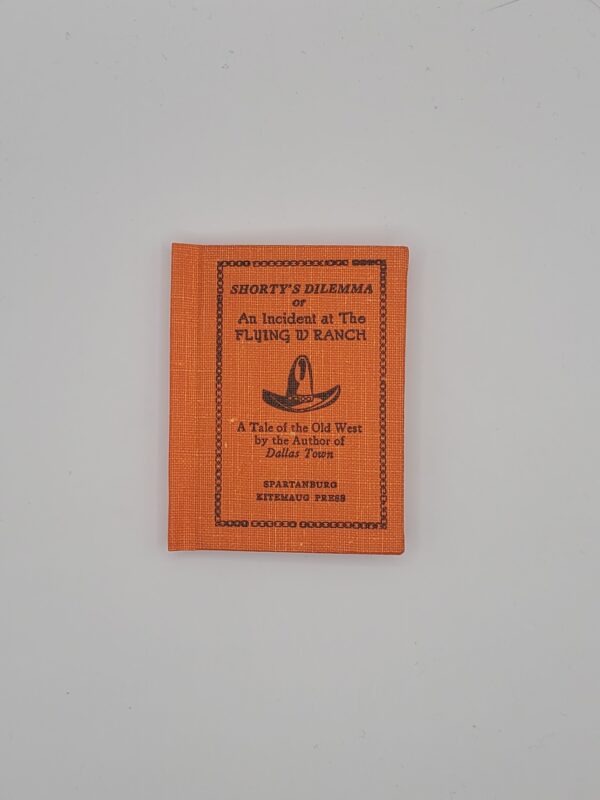 SHORTY'S DILEMMA
or
An Incident at The
FLYING W RANCH
A Tale of the Old West
by the Author of
Dallas Town
SPARTANBURG
KITEMAUG PRESS